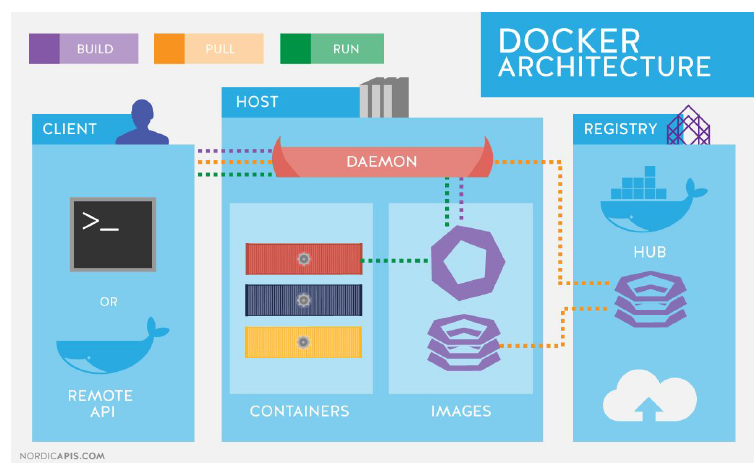 BUILD
PULL
RUN
DOCKER
ARCHITECTURE
HOST
CLIENT
REGISTRY
DAEMON
>_
OR
HUB
REMOTE
API
CONTAINERS
IMAGES
NORDICAPIS.COM